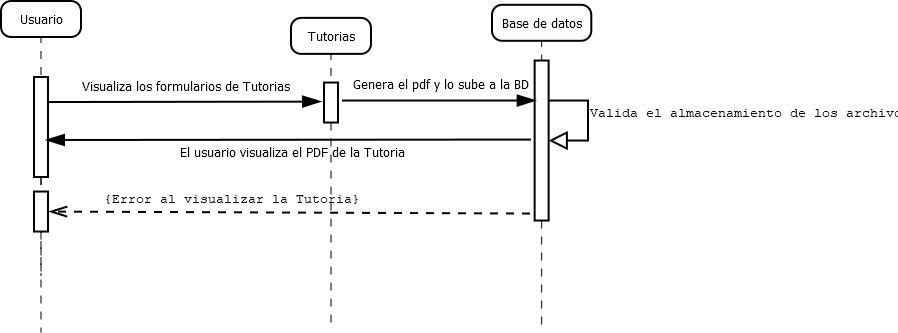 Usuario
Tutorias
Base de datos
Visualiza los formularios de Tutorias
Genera el pdf y lo sube a la BD
Valida el almacenamiento de los archivo
El usuario visualiza el PDF de la Tutoria
{Error al visualizar la Tutoria}